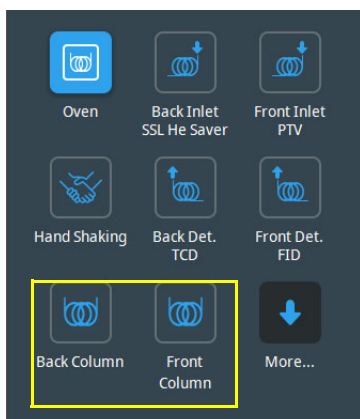 Oven
Back Inlet
SSL He Saver
Front Inlet
PTV
Hand Shaking
Back Det.
TCD
Front Det.
FID
Back Column
Front
Column
More...